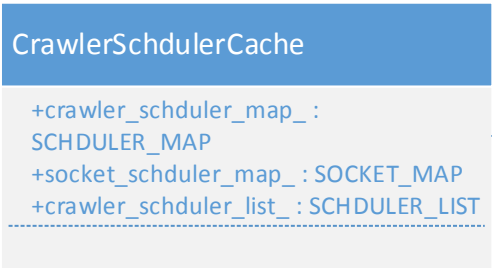 CrawlerSchdulerCache
+crawler_schduler_map_ :
SCHDULER_MAP
+socket_schduler_map_ : SOCKET_MAP
+crawler_schduler_list_ : SCHDULER_LIST